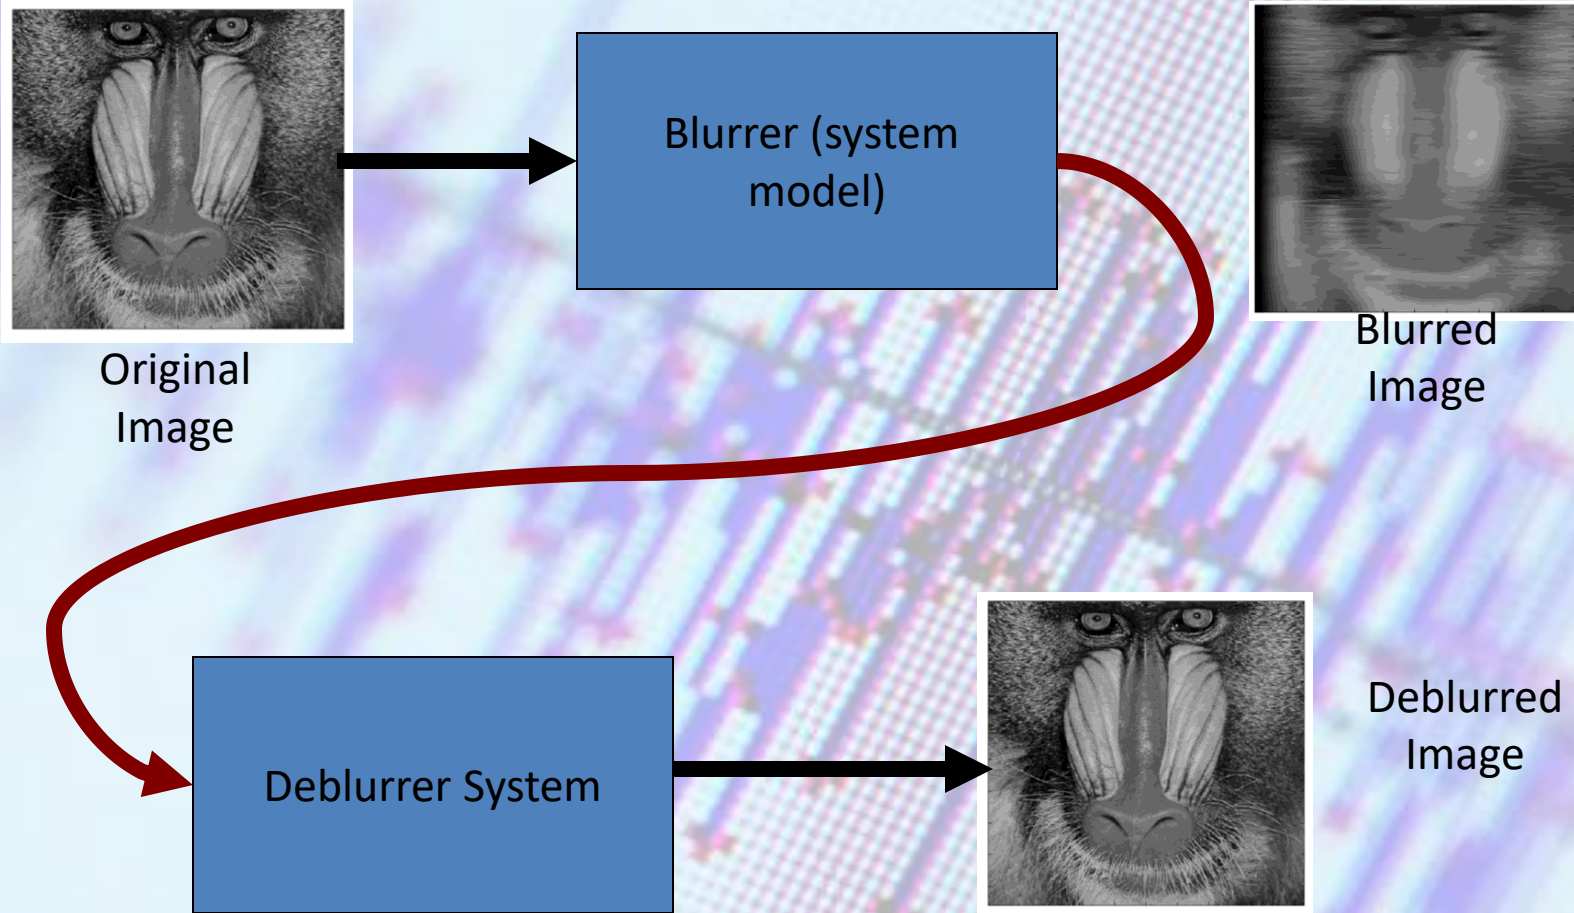 Blurrer (system
model)
Blurred
Image
Original
Image
Deblurrer System
Deblurred
Image